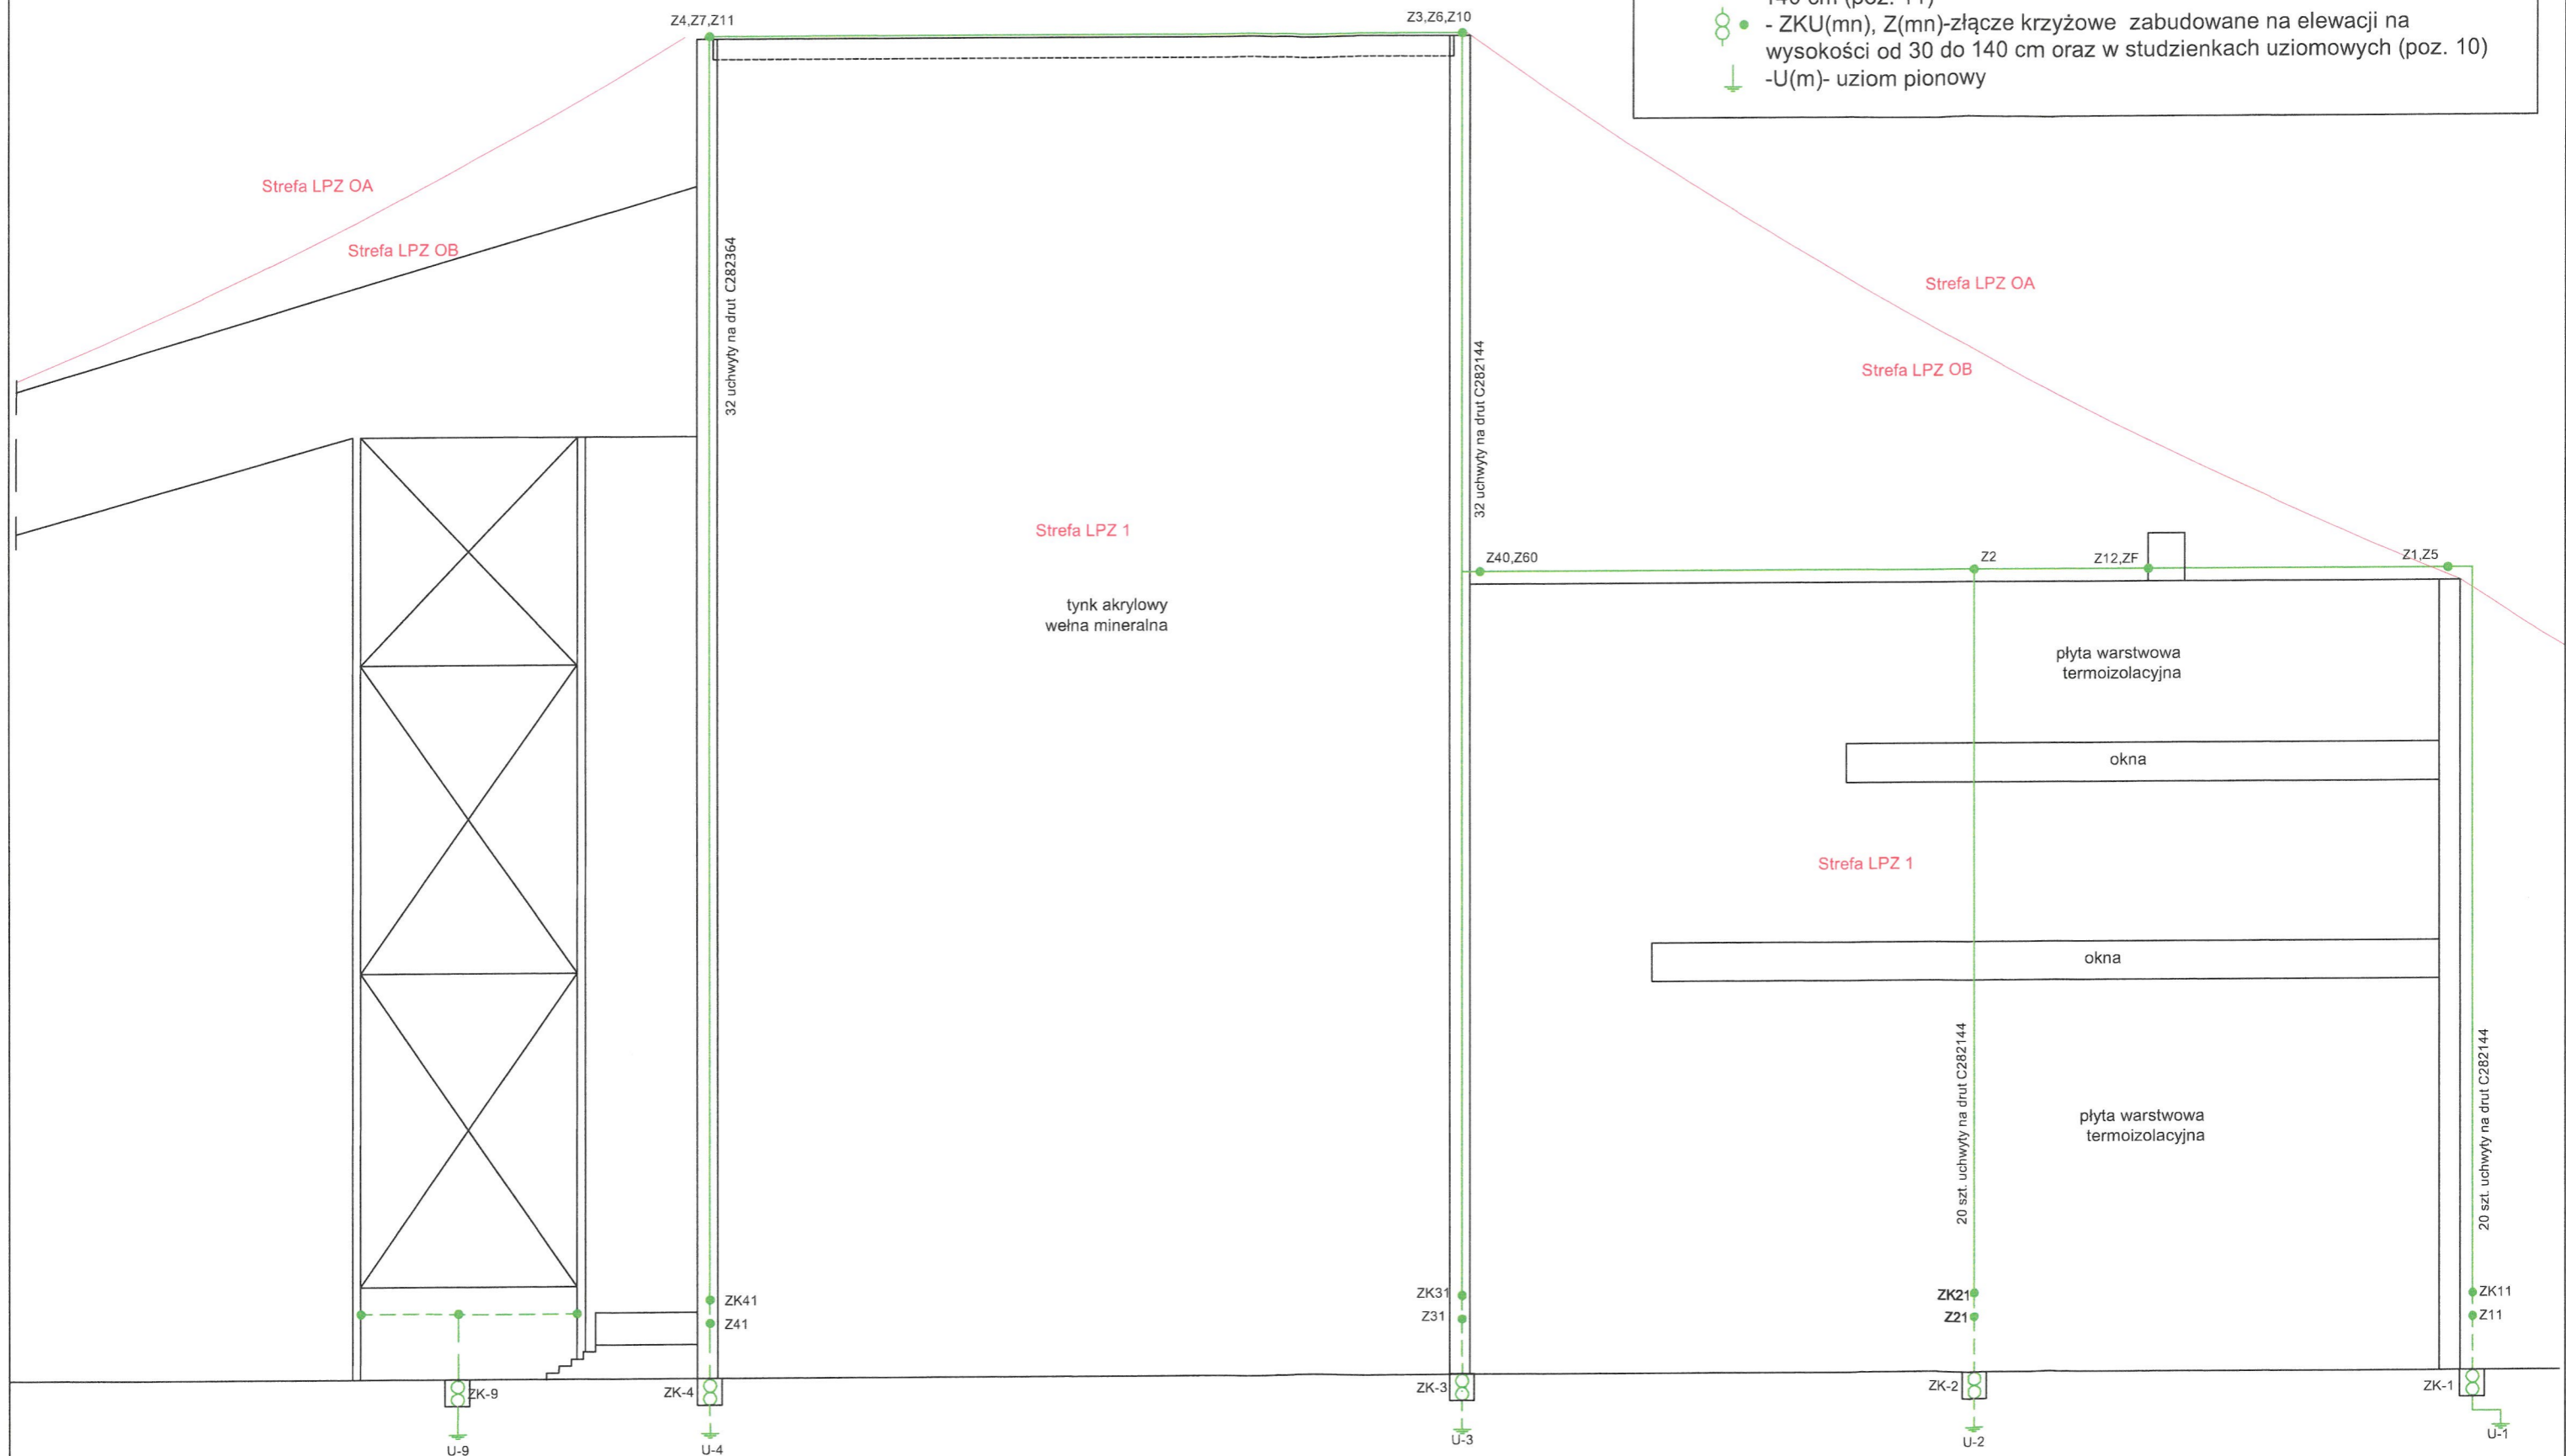 140 cm (poz. 11)
- ZKU(mn), Z(mn)-złącze krzyżowe zabudowane na elewacji na
wysokości od 30 do 140 cm oraz w studzienkach uziomowych (poz. 10)
-U(m)- uziom pionowy
Z4,Z7,Z11
Z3,Z6,Z10
Strefa LPZ OA
Strefa LPZ OB
32 uchwyty na drut C282364
32 uchwyty na drut C282144
Strefa LPZ OA
Strefa LPZ OB
Strefa LPZ 1
tynk akrylowy
wełna mineralna
Z40,Z60
Z2
Z12,ZF
Z1,Z5
płyta warstwowa
termoizolacyjna
okna
Strefa LPZ 1
okna
20 szt. uchwyty na drut C282144
20 szt. uchwyty na drut C282144
płyta warstwowa
termoizolacyjna
ZK41
Z41
ZK31
Z31
ZK21
Z21
ZK11
Z11
ZK-9
ZK-4
ZK-3
ZK-2
ZK-1
U-9
U-4
U-3
U-2
U-1